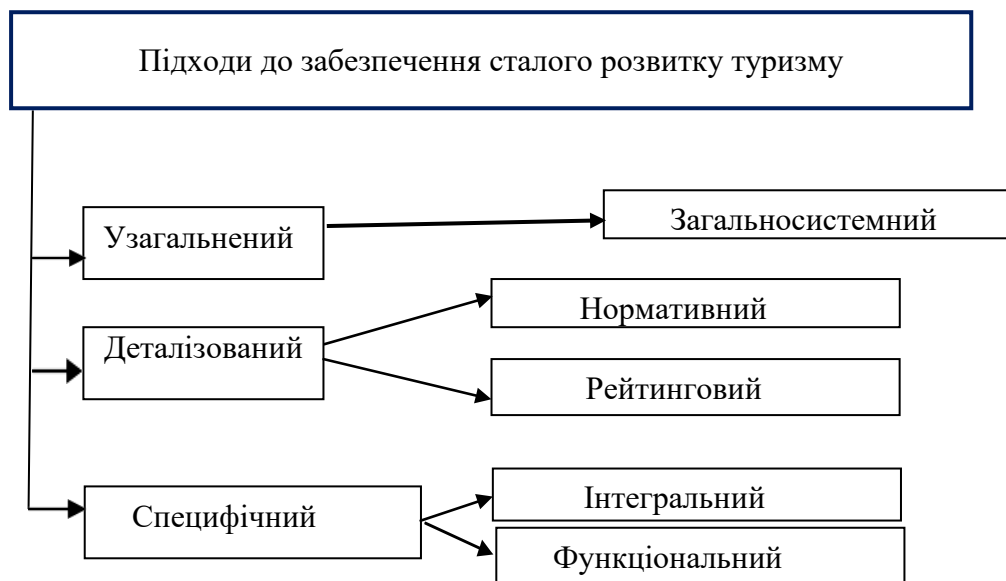 Підходи до забезпечення сталого розвитку туризму
Узагальнений
Загальносистемний
Деталізований
Нормативний
Рейтинговий
Специфічний
Інтегральний
Функціональний